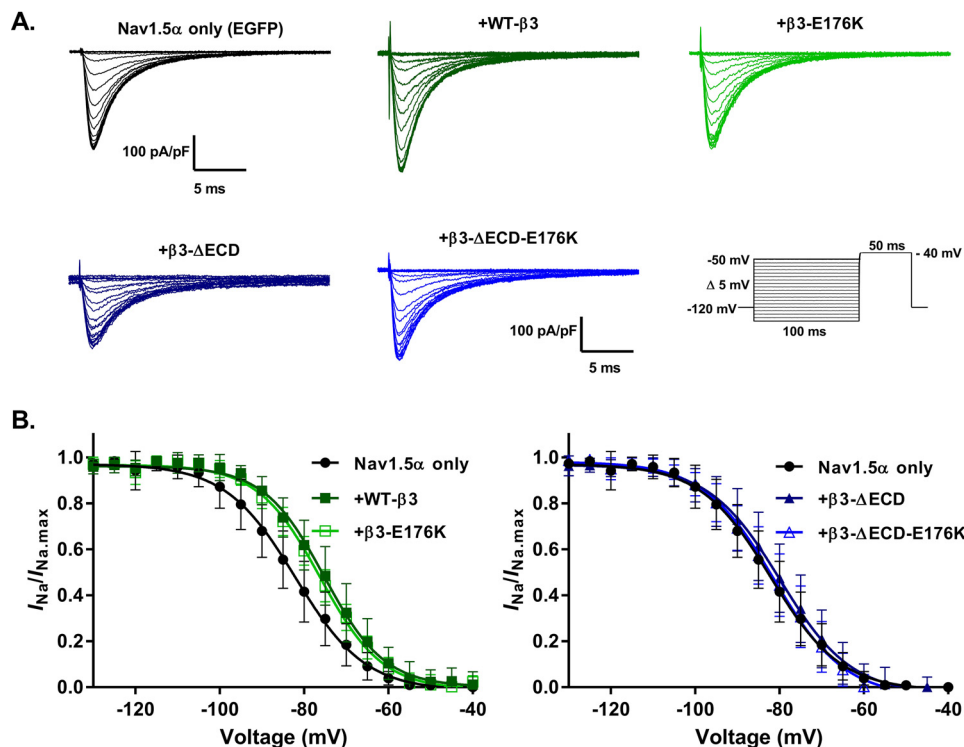 A.
Nav1.5α only (EGFP)
+WT-β3
+β3-E176K
100 pA/pF
5 ms
+β3-ΔECD
+β3-ΔECD-E176K
100 pA/pF
5 ms
50 ms
-50 mV
- 40 mV
Δ 5 mV
-120 mV
100 ms
B.
1.0
0.8
0.6
0.4
0.2
0.0
INa/INa.max
Nav1.5α only
+WT-β3
+β3-E176K
-120
-100
-80
-60
-40
Voltage (mV)
1.0
0.8
0.6
0.4
0.2
0.0
INa/INa.max
Nav1.5α only
+β3-ΔECD
+β3-ΔECD-E176K
-120
-100
-80
-60
-40
Voltage (mV)